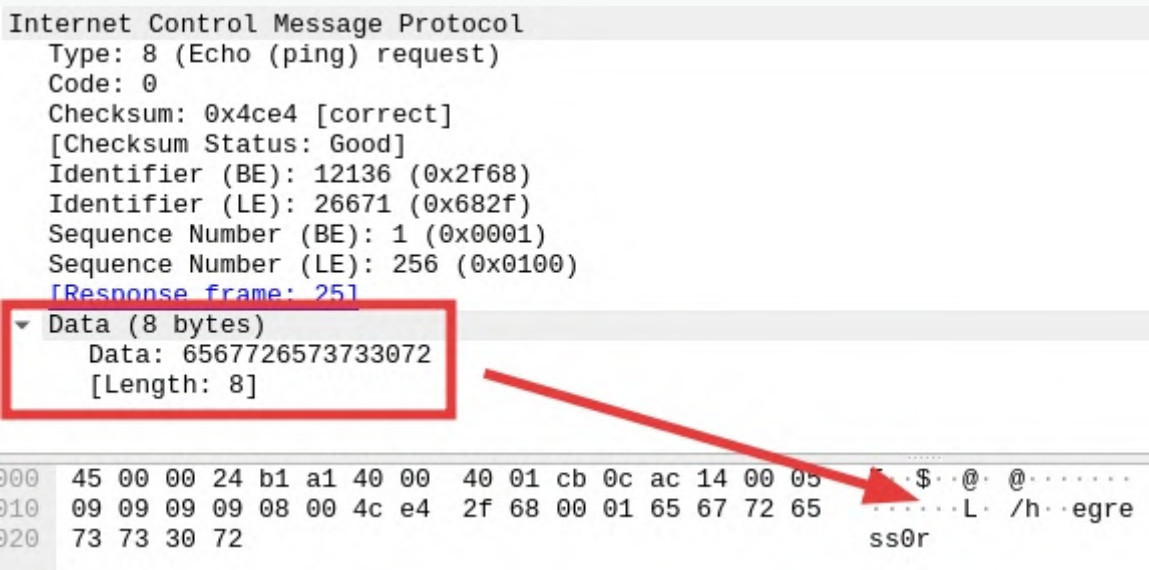 Internet Control Message Protocol
Type: 8 (Echo (ping) request)
Code: 0
Checksum: 0x4ce4 [correct]
[Checksum Status: Good]
Identifier (BE): 12136 (0x2f68)
Identifier (LE): 26671 (0x682f)
Sequence Number (BE): 1 (0x0001)
Sequence Number (LE): 256 (0x0100)
[Response frame: 25]
Data (8 bytes)
Data: 6567726573733072
[Length: 8]
000 45 00 00 24 b1 a1 40 00 40 01 cb 0c ac 14 00 05 ··$··@· @·······
010 09 09 09 09 08 00 4c e4 2f 68 00 01 65 67 72 65 ······L· /h··egre
020 73 73 30 72 ss0r